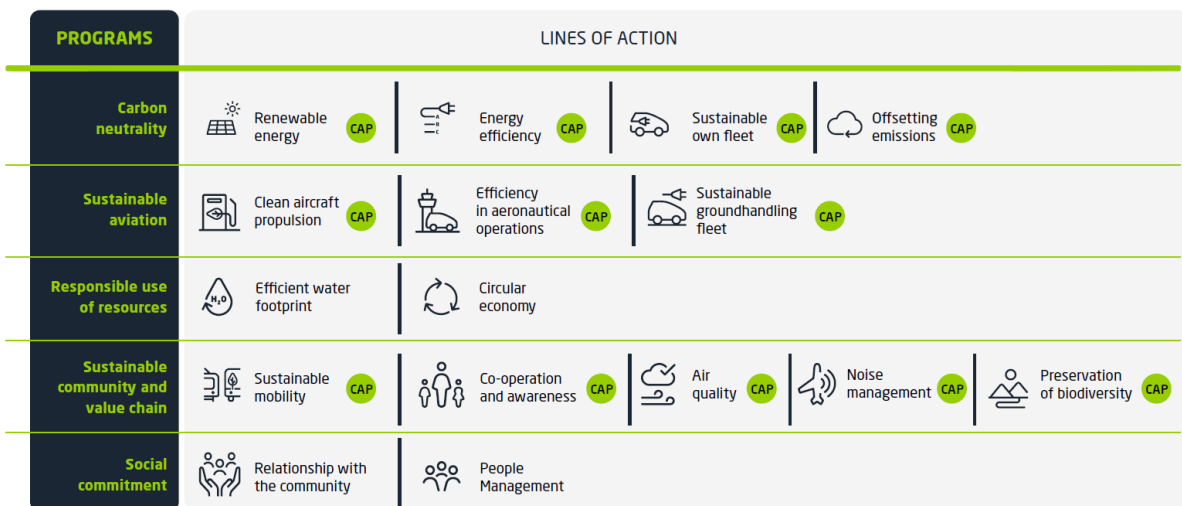 PROGRAMS
LINES OF ACTION
Carbon
neutrality
Renewable
energy
CAP
A
B
C
Energy
efficiency
CAP
Sustainable
own fleet
CAP
Offsetting
emissions
CAP
Sustainable
aviation
Clean aircraft
propulsion
CAP
Efficiency
in aeronautical
operations
CAP
Sustainable
groundhandling
fleet
CAP
Responsible use
of resources
H₂O
Efficient water
footprint
Circular
economy
Sustainable
community and
value chain
Sustainable
mobility
CAP
Co-operation
and awareness
CAP
Air
quality
CAP
Noise
management
CAP
Preservation
of biodiversity
CAP
Social
commitment
Relationship with
the community
People
Management